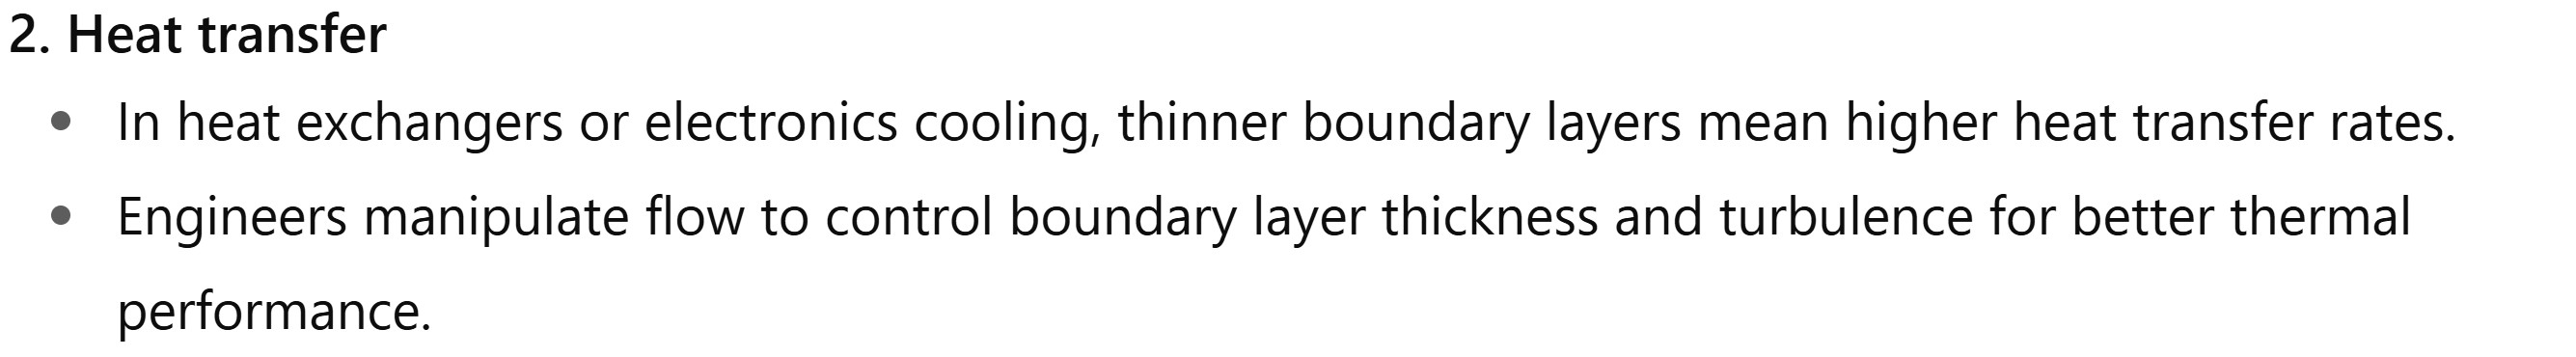 2. Heat transfer
• In heat exchangers or electronics cooling, thinner boundary layers mean higher heat transfer rates.
• Engineers manipulate flow to control boundary layer thickness and turbulence for better thermal
performance.